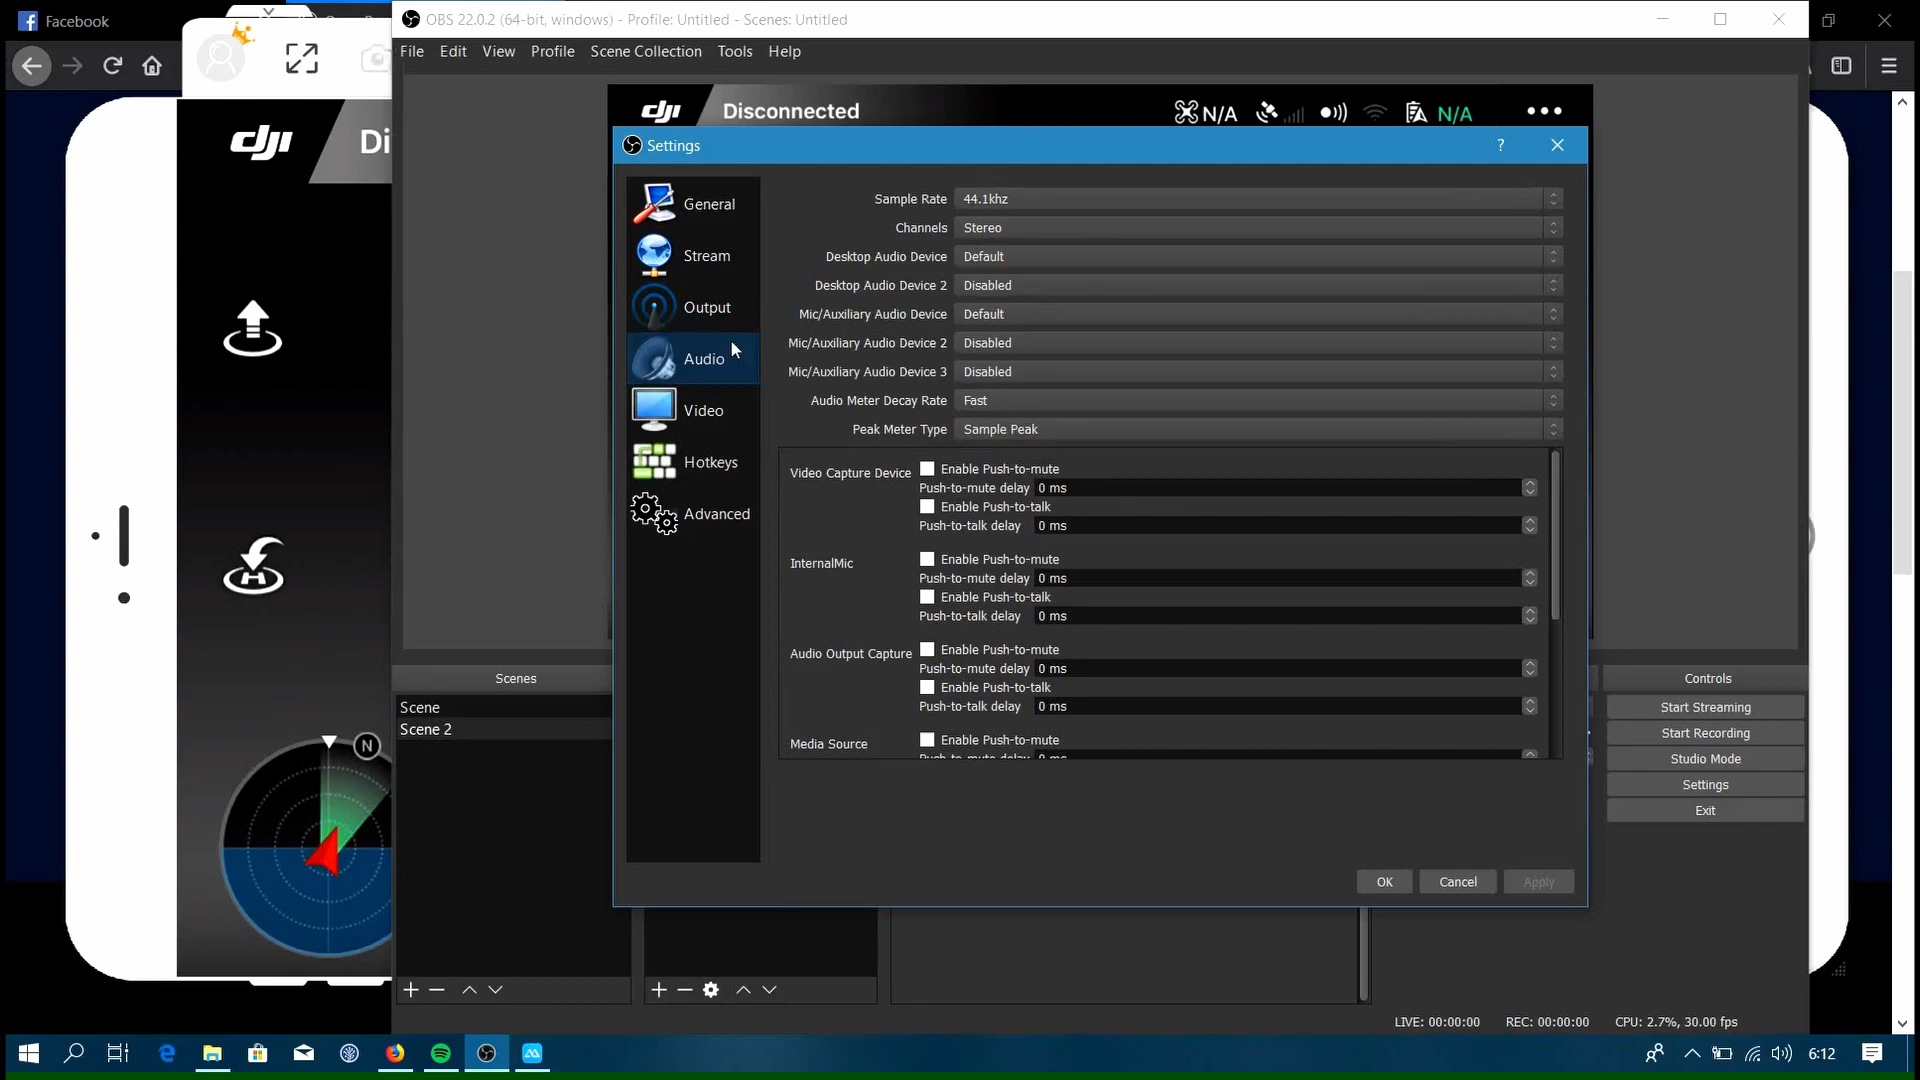 Facebook
OBS 22.0.2 (64-bit, windows) - Profile: Untitled - Scenes: Untitled
File Edit View Profile Scene Collection Tools Help
dji Di
dji Disconnected N/A N/A
Settings ?
General
Stream
Output
Audio
Video
Hotkeys
Advanced
Sample Rate 44.1khz
Channels Stereo
Desktop Audio Device Default
Desktop Audio Device 2 Disabled
Mic/Auxiliary Audio Device Default
Mic/Auxiliary Audio Device 2 Disabled
Mic/Auxiliary Audio Device 3 Disabled
Audio Meter Decay Rate Fast
Peak Meter Type Sample Peak
Video Capture Device Enable Push-to-mute
Push-to-mute delay 0 ms
Enable Push-to-talk
Push-to-talk delay 0 ms
InternalMic Enable Push-to-mute
Push-to-mute delay 0 ms
Enable Push-to-talk
Push-to-talk delay 0 ms
Audio Output Capture Enable Push-to-mute
Push-to-mute delay 0 ms
Enable Push-to-talk
Push-to-talk delay 0 ms
Media Source Enable Push-to-mute
Push-to-mute delay 0 ms
OK Cancel Apply
H
N
Scenes
Scene
Scene 2
Controls
Start Streaming
Start Recording
Studio Mode
Settings
Exit
LIVE: 00:00:00 REC: 00:00:00 CPU: 2.7%, 30.00 fps
6:12